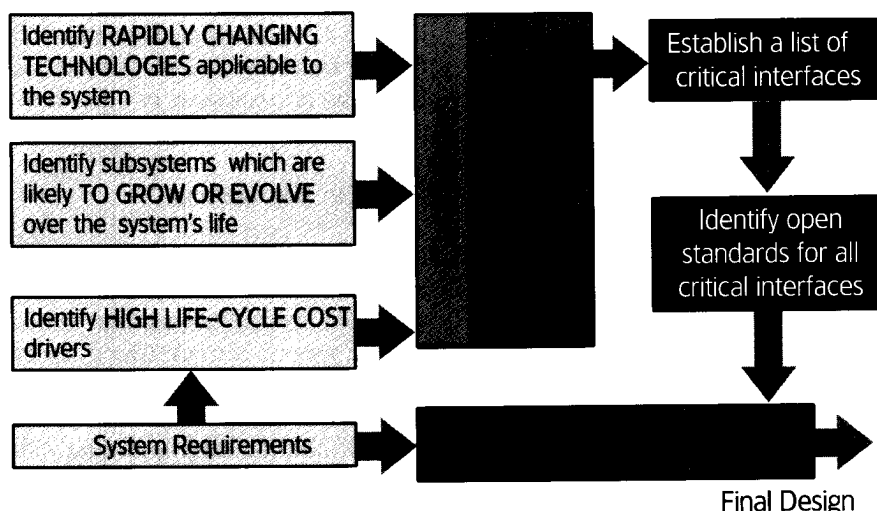 Identify RAPIDLY CHANGING
TECHNOLOGIES applicable to
the system
Identify subsystems which are
likely TO GROW OR EVOLVE
over the system's life
Identify HIGH LIFE-CYCLE COST
drivers
System Requirements
Establish a list of
critical interfaces
Identify open
standards for all
critical interfaces
Final Design